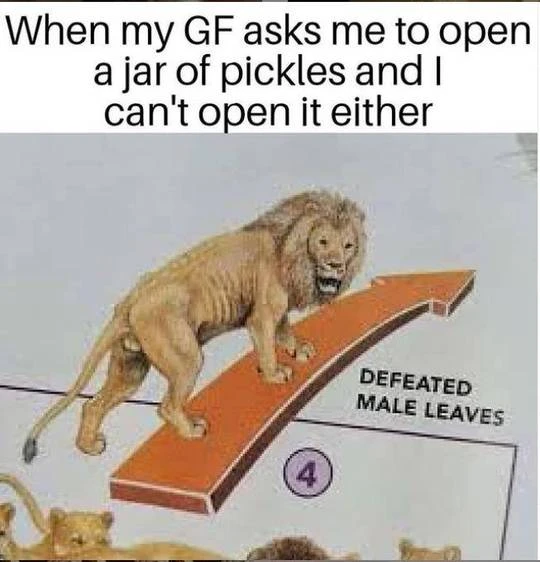 When my GF asks me to open
a jar of pickles and I
can't open it either
DEFEATED
MALE LEAVES
4